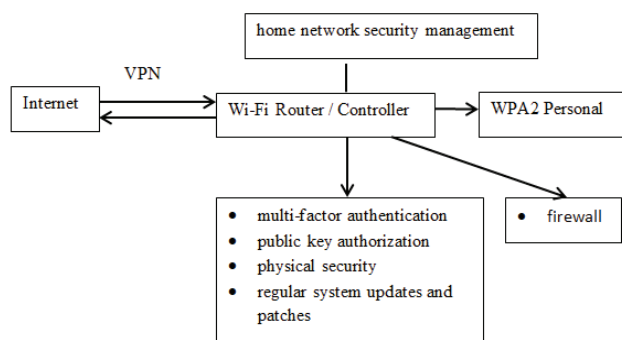 home network security management
VPN
Internet
Wi-Fi Router / Controller
WPA2 Personal
• multi-factor authentication
• public key authorization
• physical security
• regular system updates and
patches
• firewall